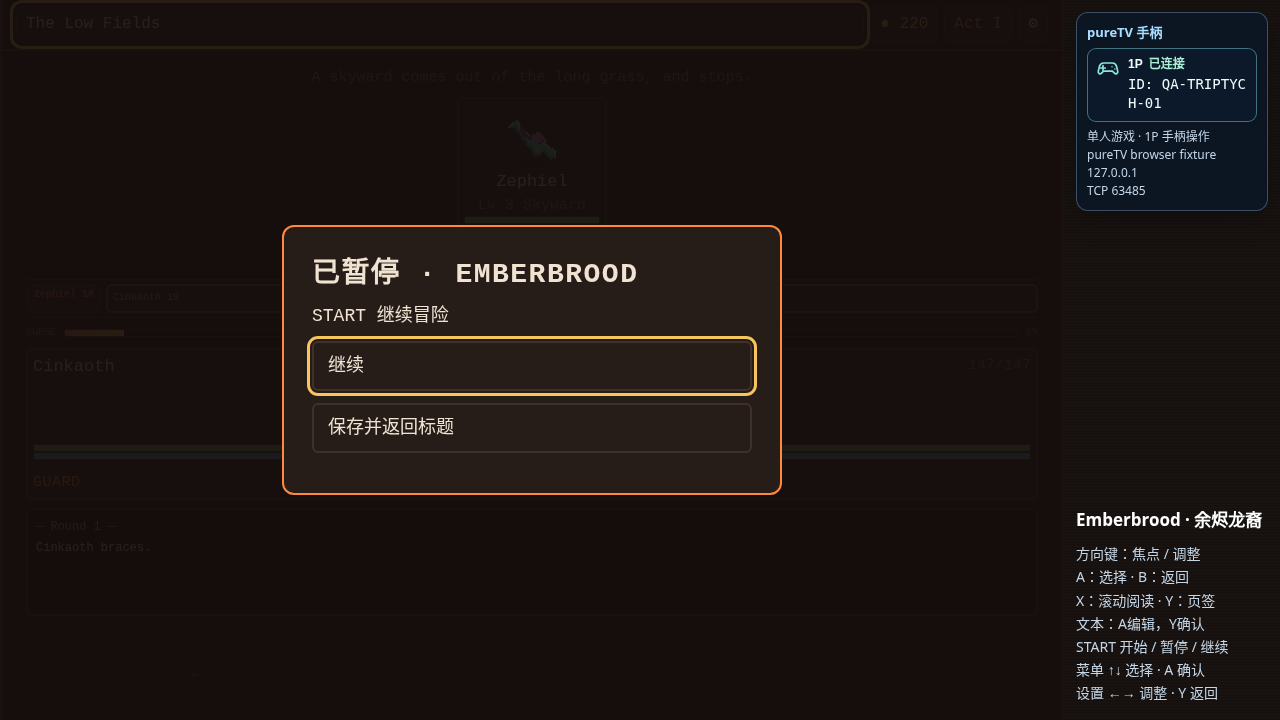 The Low Fields
220
Act I
A skyward comes out of the long grass, and stops.
Zephiel
Lv 3 Skyward
已暂停 · EMBERBROOD
START 继续冒险
继续
保存并返回标题
Zephiel 18
Cinkaoth 15
Cinkaoth
147/147
GUARD
— Round 1 —
Cinkaoth braces.
pureTV 手柄
1P 已连接
ID: QA-TRIPTYC
H-01
单人游戏 · 1P 手柄操作
pureTV browser fixture
127.0.0.1
TCP 63485
Emberbrood · 余烬龙裔
方向键：焦点 / 调整
A：选择 · B：返回
X：滚动阅读 · Y：页签
文本：A编辑，Y确认
START 开始 / 暂停 / 继续
菜单 ↑↓ 选择 · A 确认
设置 ←→ 调整 · Y 返回